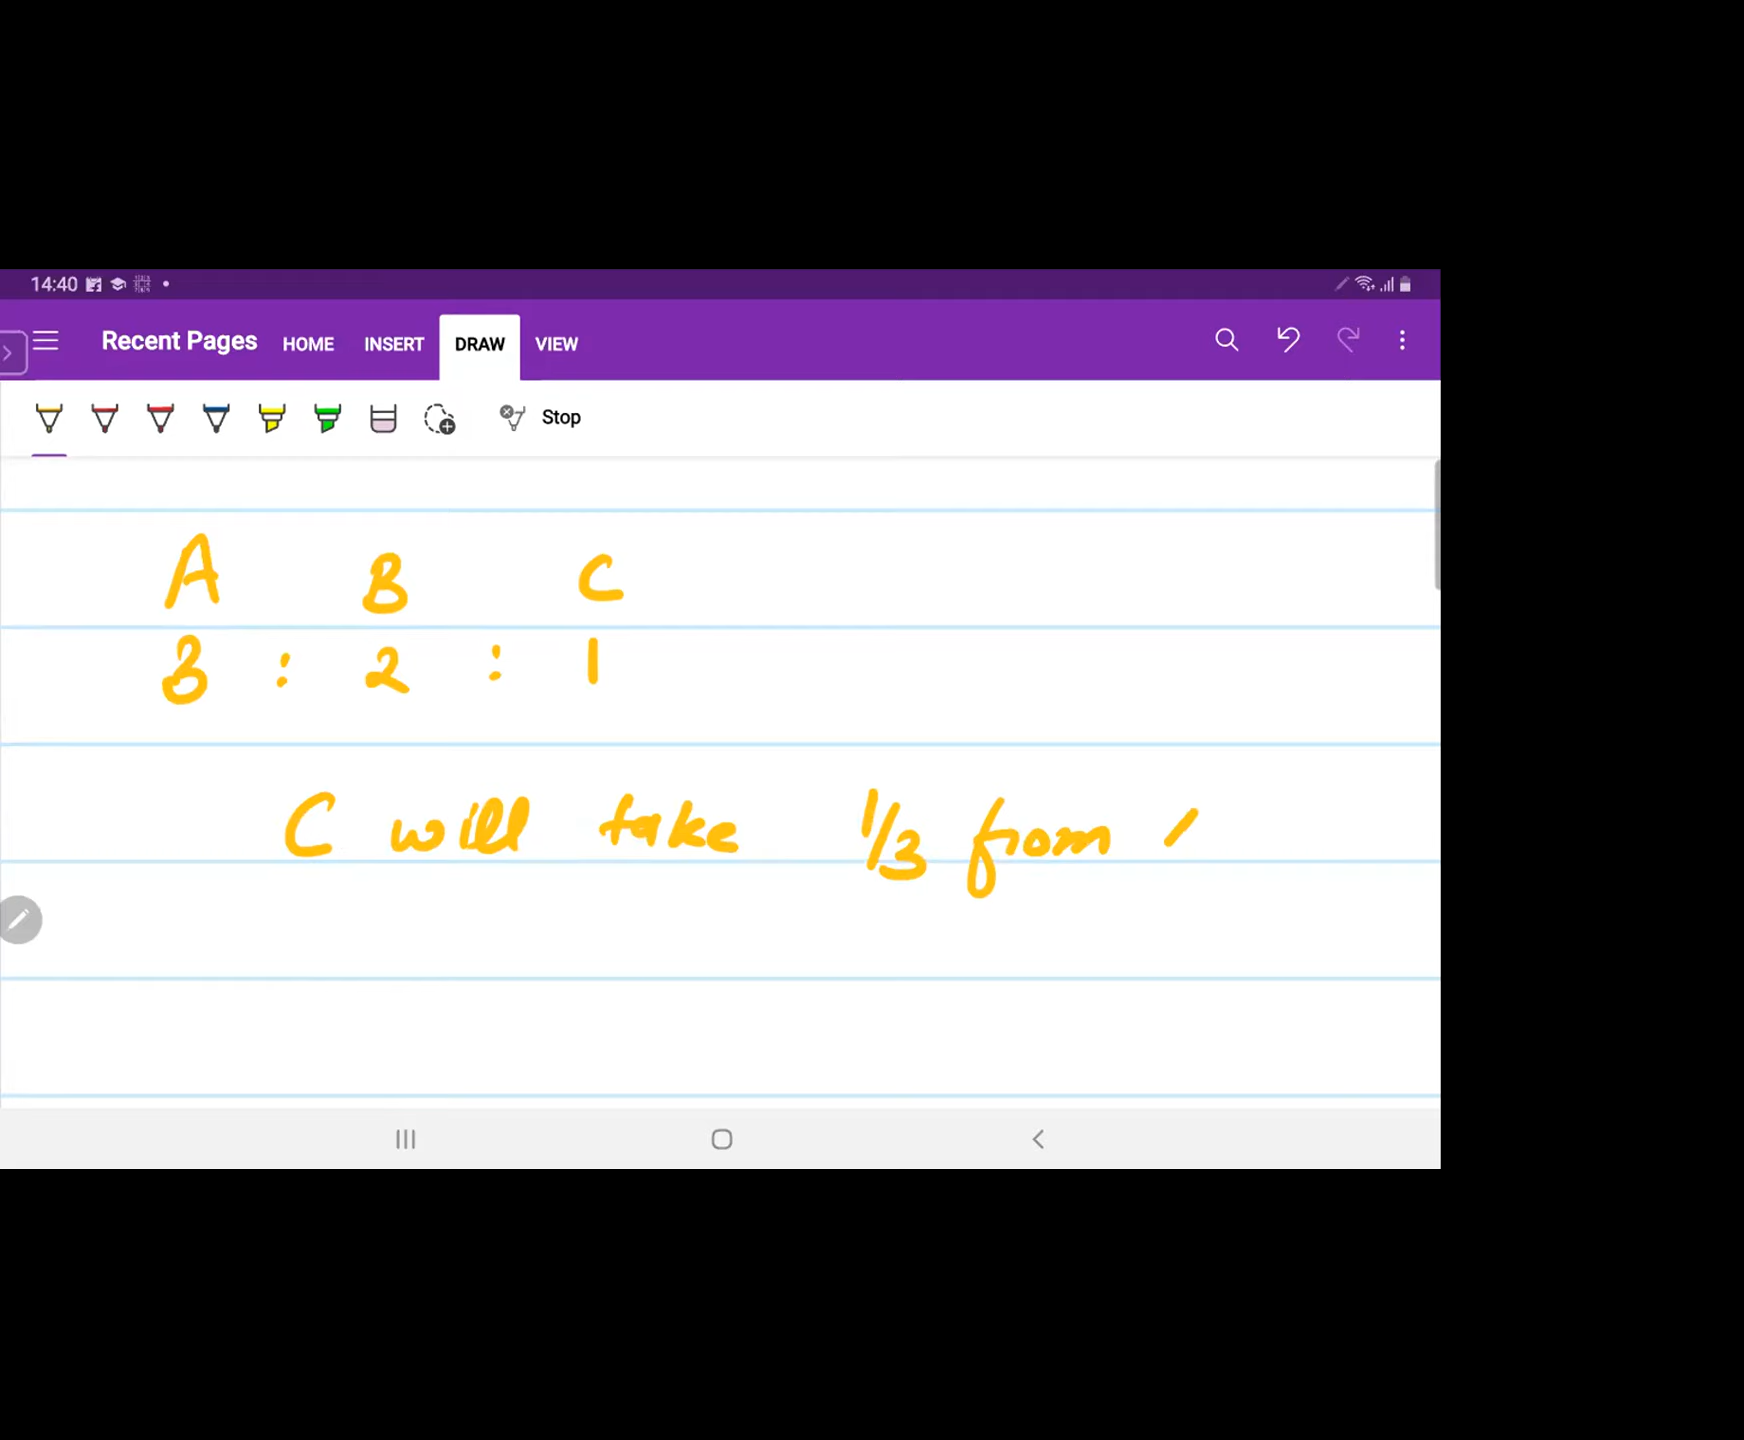 14:40
Recent Pages HOME INSERT DRAW VIEW
Stop
A B C
3 : 2 : 1
C will take 1/3 from